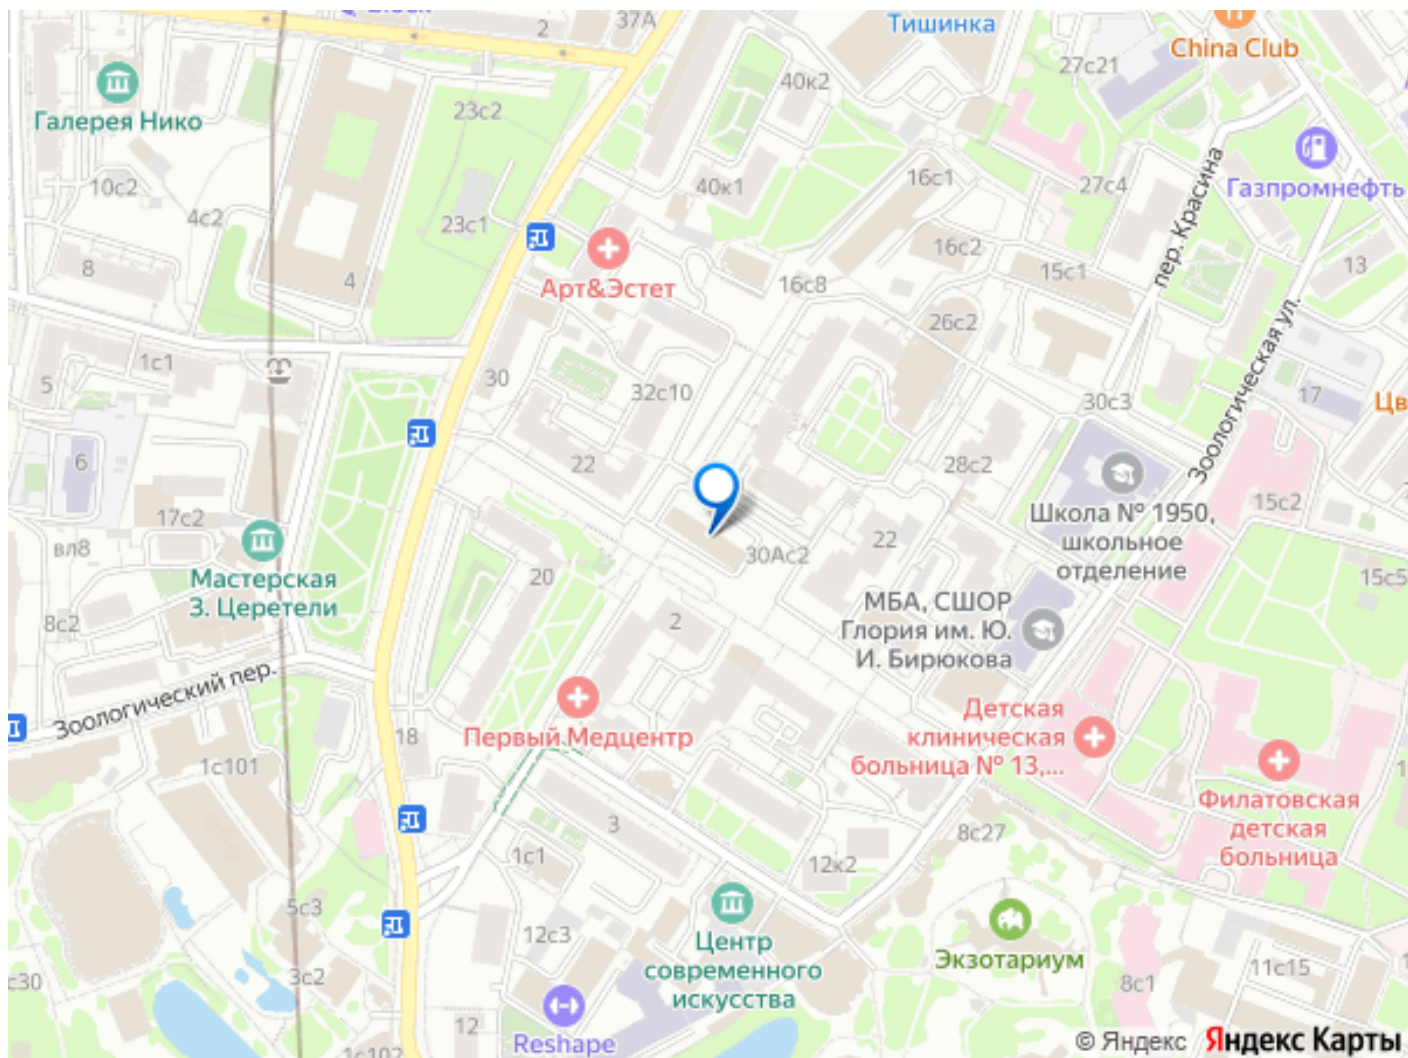 2
37А
Тишинка
China Club
27с21
40к2
Галерея Нико
23с2
пер. Красина
Газпромнефть
10с2
4с2
40к1
16с1
27с4
23с1
16с2
8
4
Арт&Эстет
16с8
15с1
13
26с2
Зоологическая ул.
1с1
5
30
32с10
30с3
17
Цв
6
22
28с2
15с2
17с2
Школа № 1950,
школьное
отделение
вл8
Мастерская
З. Церетели
20
30Ас2
22
15с5
8с2
2
МБА, СШОР
Глория им. Ю.
И. Бирюкова
Зоологический пер.
18
Первый Медцентр
Детская
клиническая
больница № 13,...
1с101
Филатовская
детская
больница
3
8с27
1с1
12к2
5с3
12с3
Центр
современного
искусства
Экзотариум
с30
3с2
8с1
11с15
12
Reshape
1с102
© Яндекс Яндекс Карты